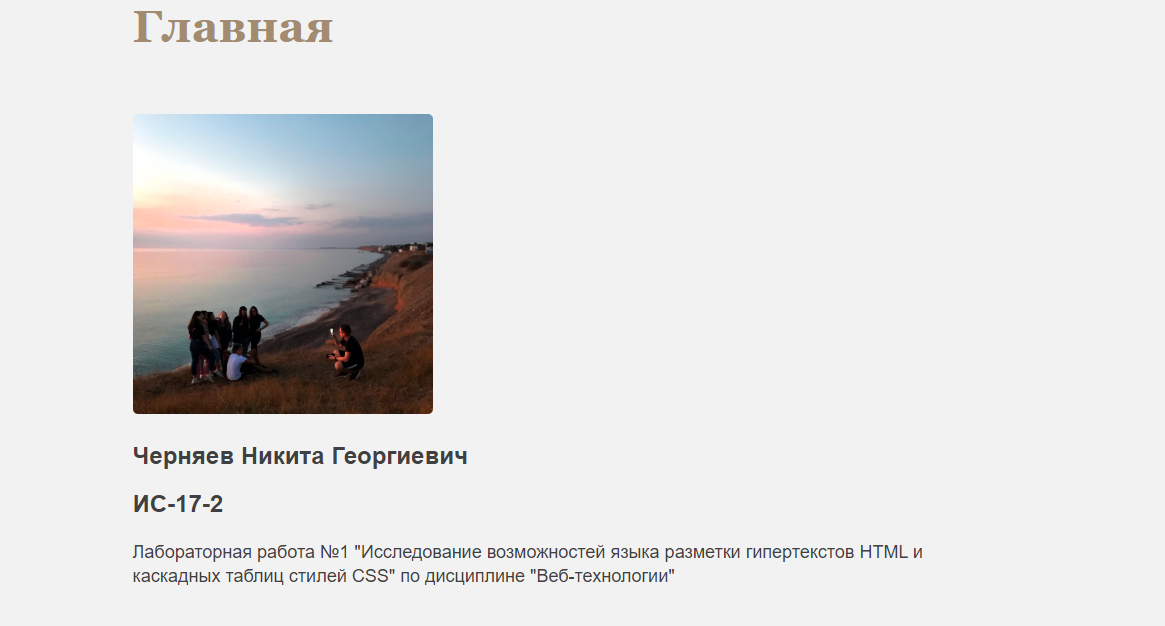 Главная
Черняев Никита Георгиевич
ИС-17-2
Лабораторная работа №1 "Исследование возможностей языка разметки гипертекстов HTML и
каскадных таблиц стилей CSS" по дисциплине "Веб-технологии"